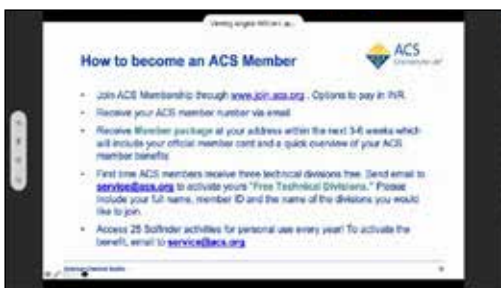 How to become an ACS Member
ACS
Join ACS Membership through www.join.acs.org . Options to pay in INR.
Receive your ACS member number via email
Receive Member package at your address within the next 3-6 weeks which
will include your official member card and a quick overview of your ACS
member benefits
First time ACS members receive three technical divisions free. Send email to
service@acs.org to activate yours "Free Technical Divisions." Please
include your full name, member ID and the name of the divisions you would
like to join.
Access 25 Scifinder activities for personal use every year! To activate the
benefit, email to service@acs.org